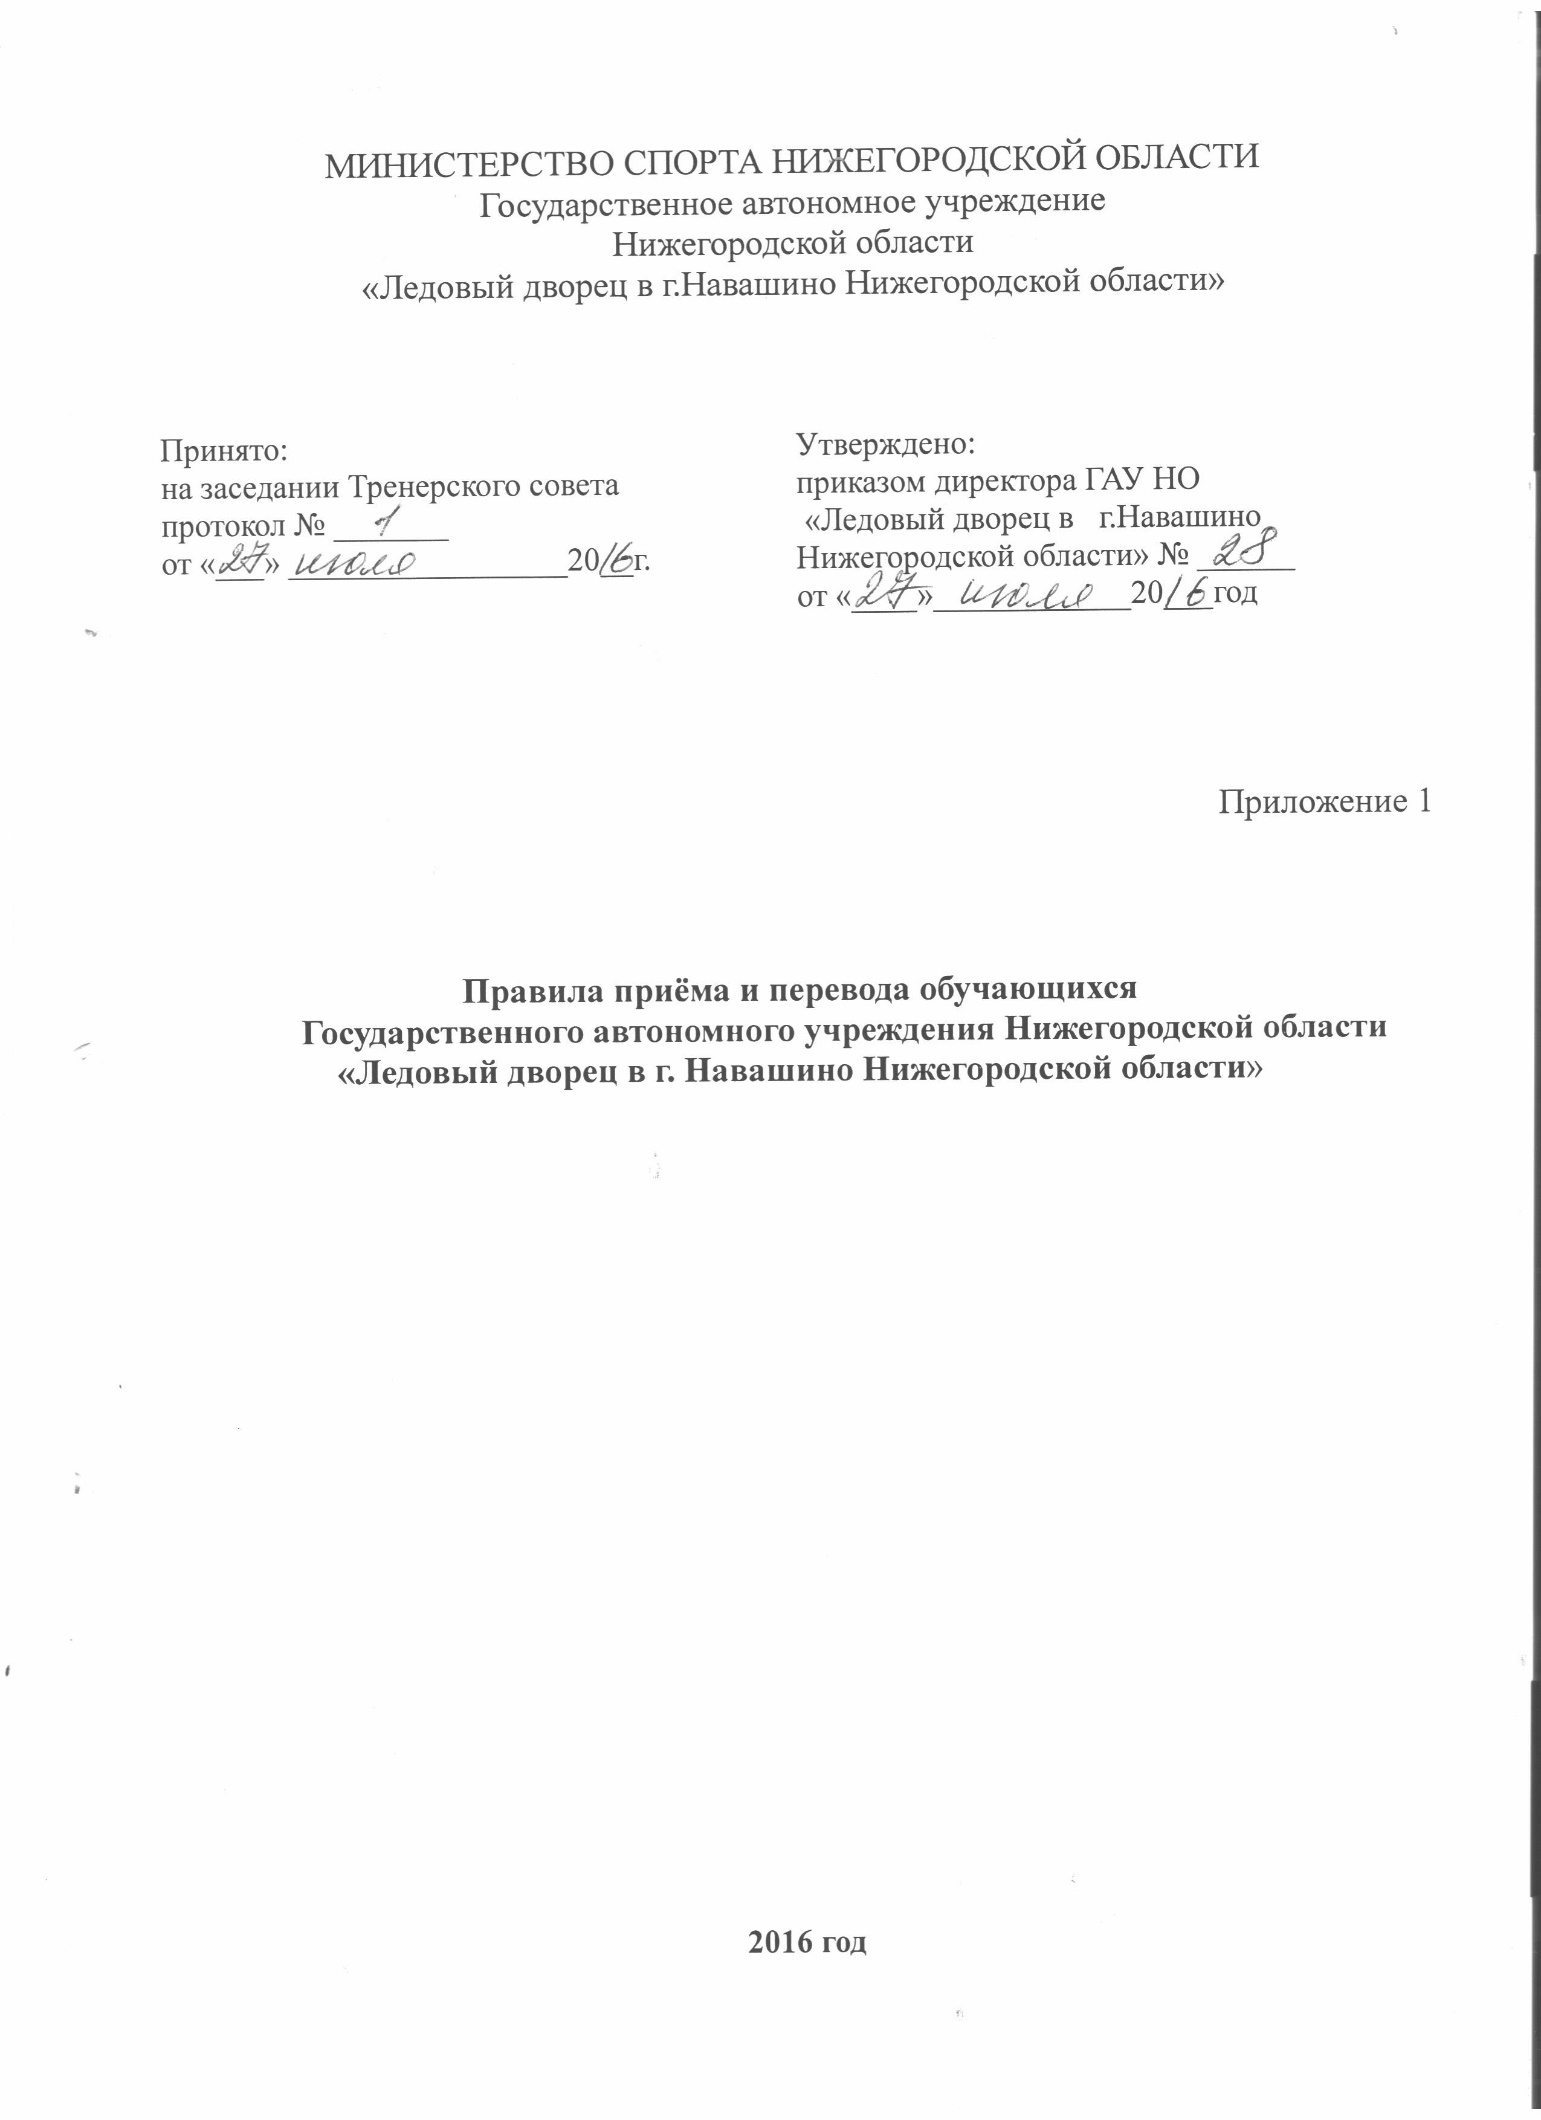 МИНИСТЕРСТВО СПОРТА НИЖЕГОРОДСКОЙ ОБЛАСТИ
Государственное автономное учреждение
Нижегородской области
«Ледовый дворец в г.Навашино Нижегородской области»
Принято:
на заседании Тренерского совета
протокол № 1
от «27» июля 2016г.
Утверждено:
приказом директора ГАУ НО
«Ледовый дворец в г.Навашино
Нижегородской области» № 28
от «27» июля 2016год
Приложение 1
Правила приёма и перевода обучающихся
Государственного автономного учреждения Нижегородской области
«Ледовый дворец в г. Навашино Нижегородской области»
2016 год